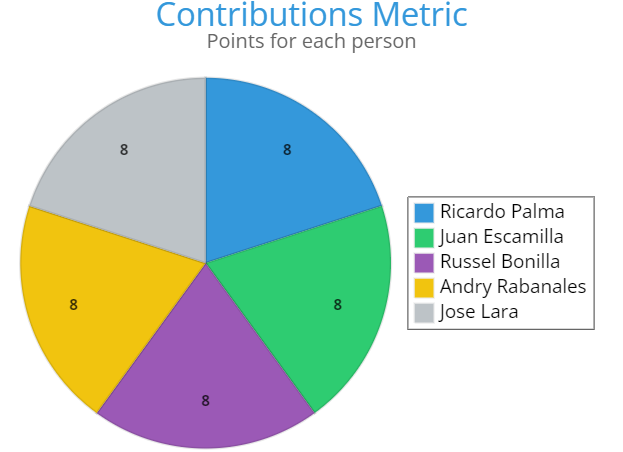 Contributions Metric
Points for each person
8
8
8
8
8
Ricardo Palma
Juan Escamilla
Russel Bonilla
Andry Rabanales
Jose Lara